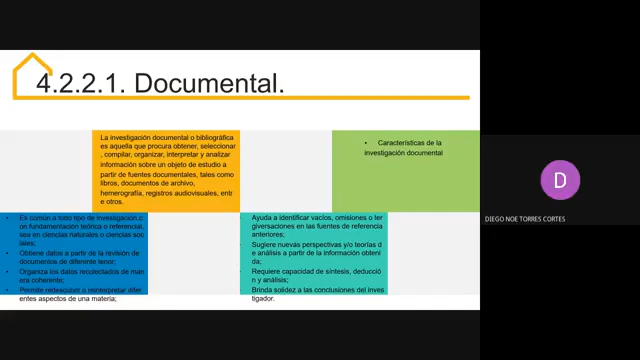 4.2.2.1. Documental.
La investigación documental o bibliográfica
es aquella que procura obtener, seleccionar
, compilar, organizar, interpretar y analizar
información sobre un objeto de estudio a
partir de fuentes documentales, tales como
libros, documentos de archivo,
hemerografía, registros audiovisuales, entr
e otros.
• Características de la
investigación documental
• Es común a todo tipo de investigación c
on fundamentación teórica o referencial,
sea en ciencias naturales o ciencias soc
iales;
• Obtiene datos a partir de la revisión de
documentos de diferente tenor;
• Organiza los datos recolectados de man
era coherente;
• Permite redescubrir o reinterpretar difer
entes aspectos de una materia;
Ayuda a identificar vacíos, omisiones o ter
giversaciones en las fuentes de referencia
anteriores;
Sugiere nuevas perspectivas y/o teorías d
e análisis a partir de la información obteni
da;
Requiere capacidad de síntesis, deducció
n y análisis;
Brinda solidez a las conclusiones del inves
tigador.
D
DIEGO NOE TORRES CORTES